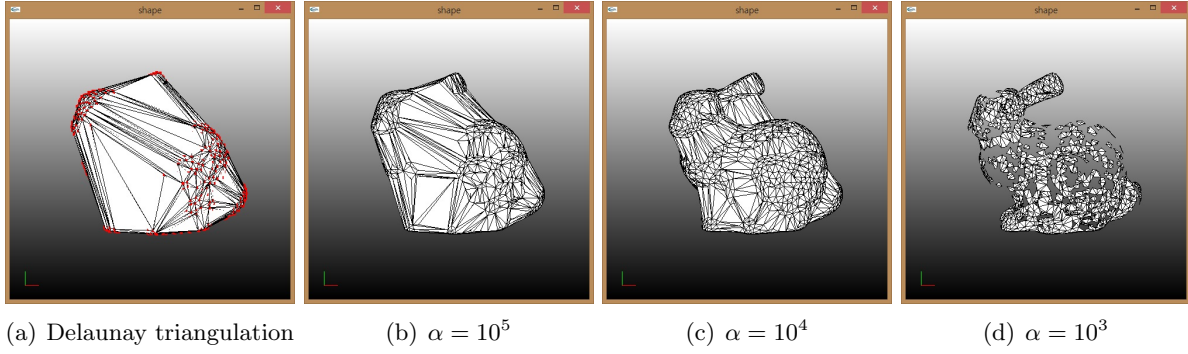 shape
shape
shape
shape
(a) Delaunay triangulation
(b) α = 10⁵
(c) α = 10⁴
(d) α = 10³